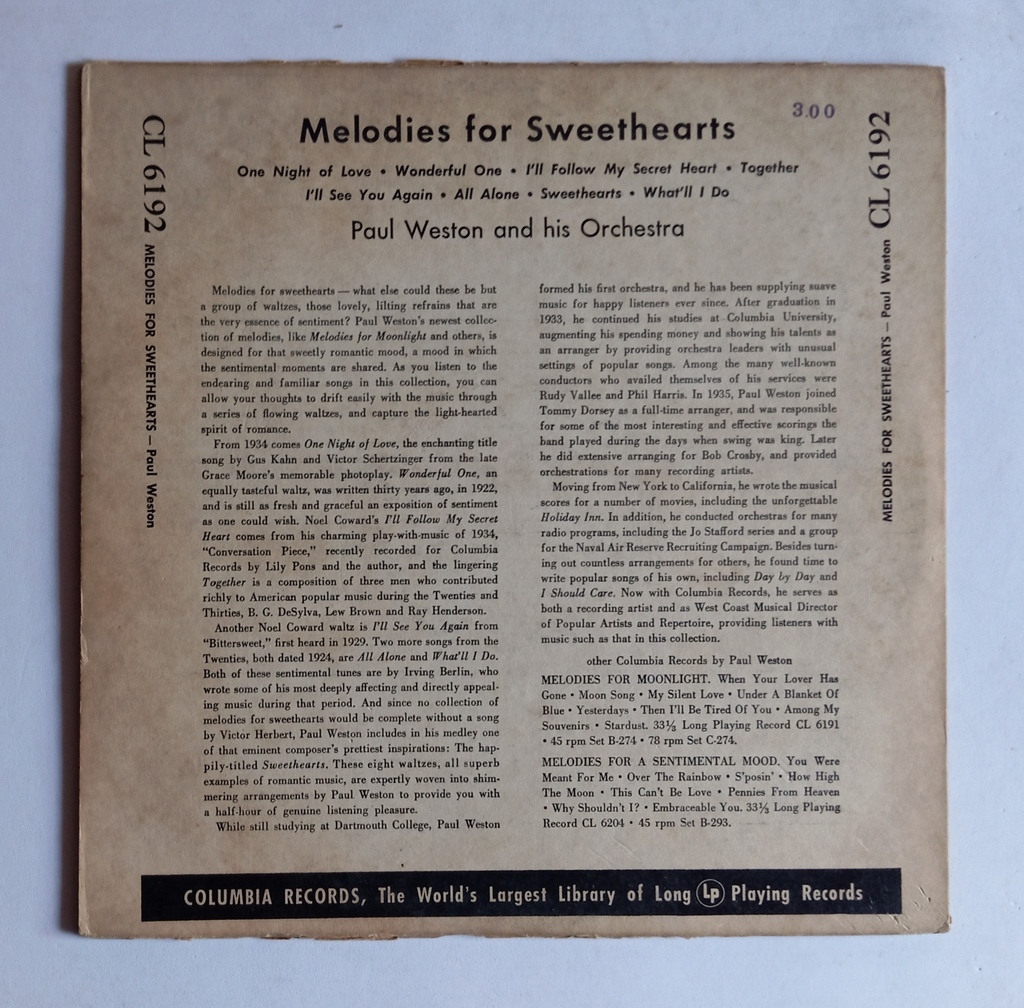 Melodies for Sweethearts
3.00
One Night of Love • Wonderful One • I'll Follow My Secret Heart • Together
I'll See You Again • All Alone • Sweethearts • What'll I Do
Paul Weston and his Orchestra
CL 6192 MELODIES FOR SWEETHEARTS — Paul Weston
Melodies for sweethearts — what else could these be but
a group of waltzes, those lovely, lilting refrains that are
the very essence of sentiment? Paul Weston's newest collec-
tion of melodies, like Melodies for Moonlight and others, is
designed for that sweetly romantic mood, a mood in which
the sentimental moments are shared. As you listen to the
endearing and familiar songs in this collection, you can
allow your thoughts to drift easily with the music through
a series of flowing waltzes, and capture the light-hearted
spirit of romance.
From 1934 comes One Night of Love, the enchanting title
song by Gus Kahn and Victor Schertzinger from the late
Grace Moore's memorable photoplay. Wonderful One, an
equally tasteful waltz, was written thirty years ago, in 1922,
and is still as fresh and graceful an exposition of sentiment
as one could wish. Noel Coward's I'll Follow My Secret
Heart comes from his charming play-with-music of 1934,
"Conversation Piece," recently recorded for Columbia
Records by Lily Pons and the author, and the lingering
Together is a composition of three men who contributed
richly to American popular music during the Twenties and
Thirties, B. G. DeSylva, Lew Brown and Ray Henderson.
Another Noel Coward waltz is I'll See You Again from
"Bittersweet," first heard in 1929. Two more songs from the
Twenties, both dated 1924, are All Alone and What'll I Do.
Both of these sentimental tunes are by Irving Berlin, who
wrote some of his most deeply affecting and directly appeal-
ing music during that period. And since no collection of
melodies for sweethearts would be complete without a song
by Victor Herbert, Paul Weston includes in his medley one
of that eminent composer's prettiest inspirations: The hap-
pily-titled Sweethearts. These eight waltzes, all superb
examples of romantic music, are expertly woven into shim-
mering arrangements by Paul Weston to provide you with
a half-hour of genuine listening pleasure.
While still studying at Dartmouth College, Paul Weston
formed his first orchestra, and he has been supplying suave
music for happy listeners ever since. After graduation in
1933, he continued his studies at Columbia University,
augmenting his spending money and showing his talents as
an arranger by providing orchestra leaders with unusual
settings of popular songs. Among the many well-known
conductors who availed themselves of his services were
Rudy Vallee and Phil Harris. In 1935, Paul Weston joined
Tommy Dorsey as a full-time arranger, and was responsible
for some of the most interesting and effective scorings the
band played during the days when swing was king. Later
he did extensive arranging for Bob Crosby, and provided
orchestrations for many recording artists.
Moving from New York to California, he wrote the musical
scores for a number of movies, including the unforgettable
Holiday Inn. In addition, he conducted orchestras for many
radio programs, including the Jo Stafford series and a group
for the Naval Air Reserve Recruiting Campaign. Besides turn-
ing out countless arrangements for others, he found time to
write popular songs of his own, including Day by Day and
I Should Care. Now with Columbia Records, he serves as
both a recording artist and as West Coast Musical Director
of Popular Artists and Repertoire, providing listeners with
music such as that in this collection.
other Columbia Records by Paul Weston
MELODIES FOR MOONLIGHT. When Your Lover Has
Gone • Moon Song • My Silent Love • Under A Blanket Of
Blue • Yesterdays • Then I'll Be Tired Of You • Among My
Souvenirs • Stardust. 33⅓ Long Playing Record CL 6191
• 45 rpm Set B-274 • 78 rpm Set C-274.
MELODIES FOR A SENTIMENTAL MOOD. You Were
Meant For Me • Over The Rainbow • S'posin' • How High
The Moon • This Can't Be Love • Pennies From Heaven
• Why Shouldn't I? • Embraceable You. 33⅓ Long Playing
Record CL 6204 • 45 rpm Set B-293.
MELODIES FOR SWEETHEARTS — Paul Weston CL 6192
COLUMBIA RECORDS, The World's Largest Library of Long LP Playing Records